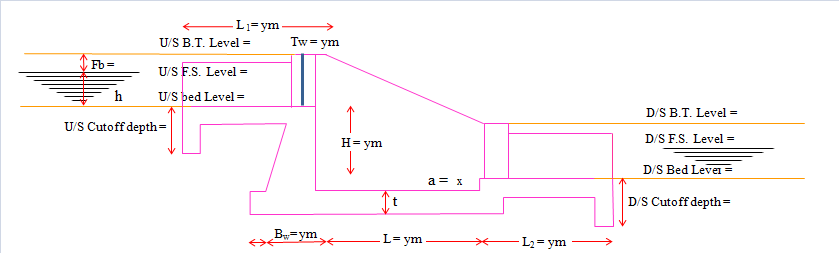 L1= ym
U/S B.T. Level =
Tw = ym
Fb =
U/S F.S. Level =
h
U/S bed Level =
D/S B.T. Level =
U/S Cutoff depth =
D/S F.S. Level =
H = ym
D/S Bed Level =
a = x
t
D/S Cutoff depth =
Bw=ym
L= ym
L2 = ym